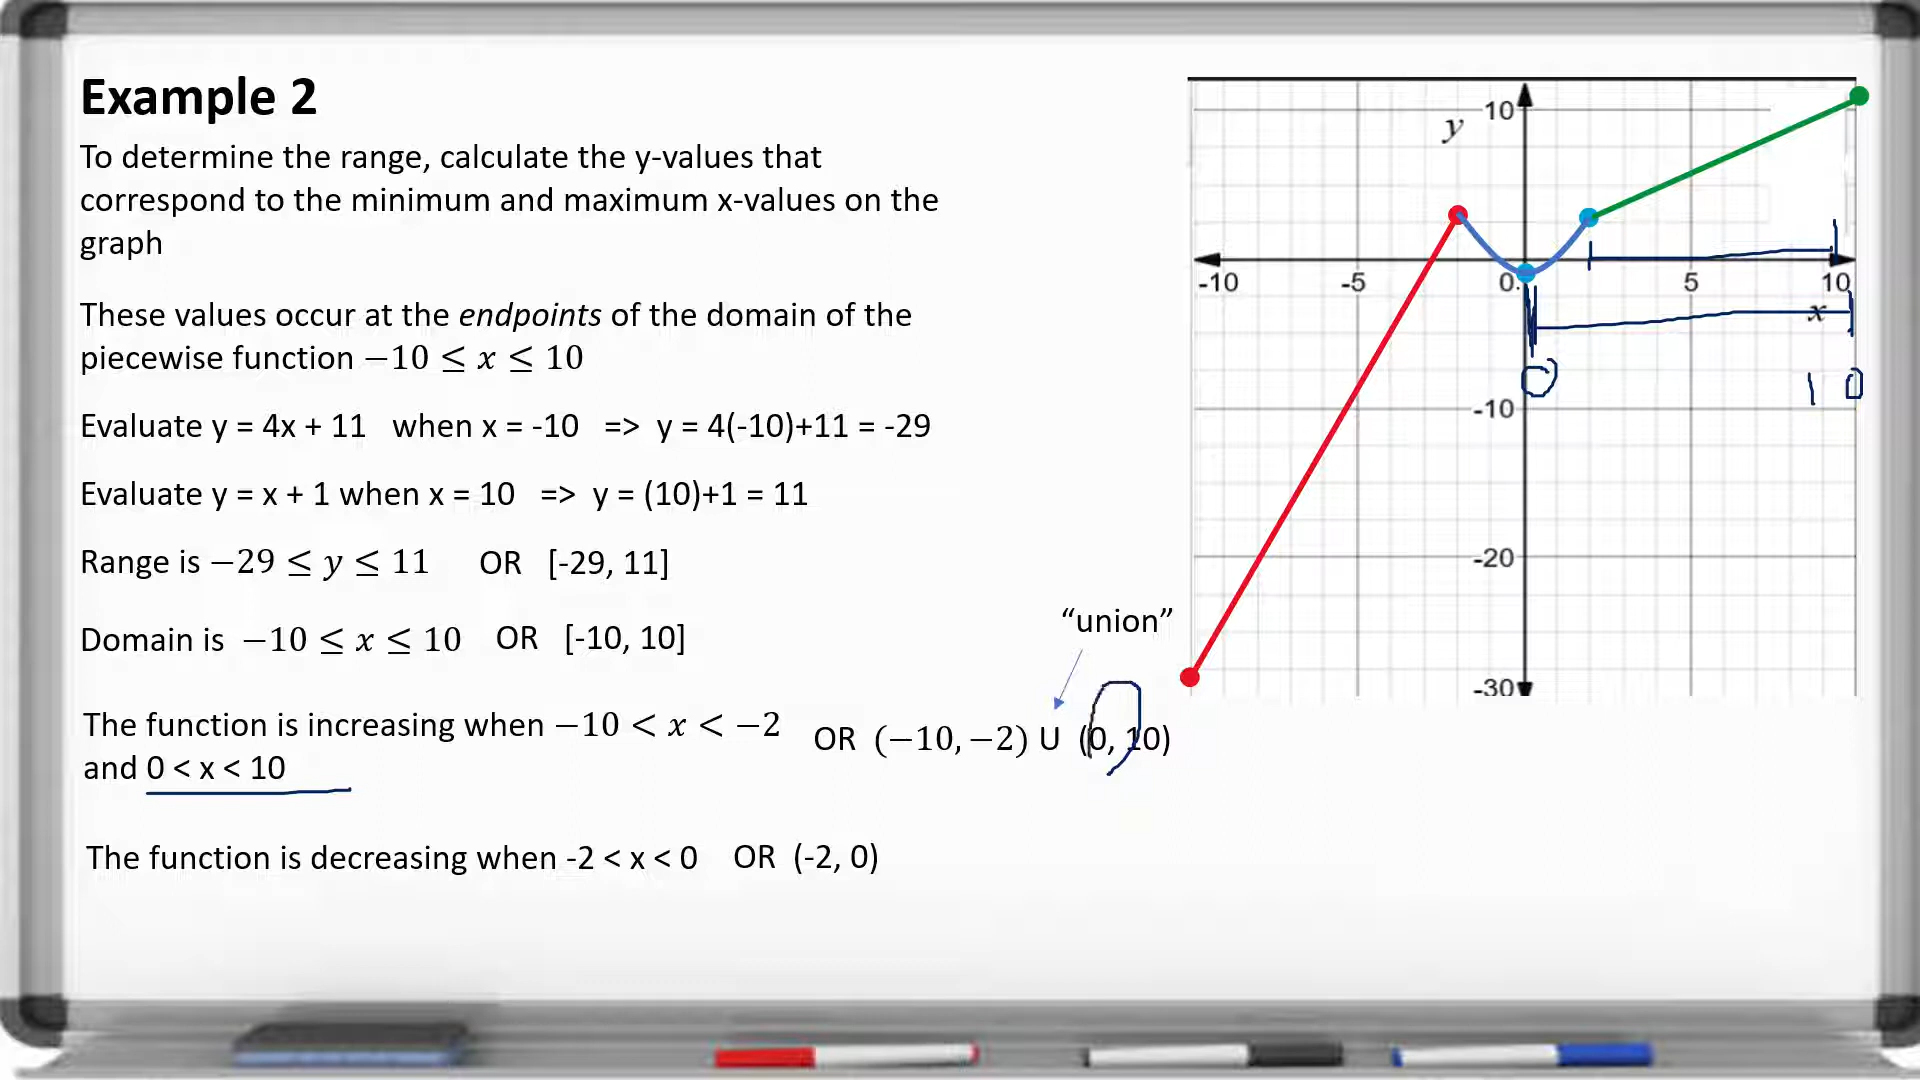 Example 2
To determine the range, calculate the y-values that
correspond to the minimum and maximum x-values on the
graph
These values occur at the endpoints of the domain of the
piecewise function −10 ≤ x ≤ 10
Evaluate y = 4x + 11 when x = -10 => y = 4(-10)+11 = -29
Evaluate y = x + 1 when x = 10 => y = (10)+1 = 11
Range is −29 ≤ y ≤ 11 OR [-29, 11]
Domain is −10 ≤ x ≤ 10 OR [-10, 10]
"union"
The function is increasing when −10 < x < −2 OR (−10, −2) U (0, 10)
and 0 < x < 10
The function is decreasing when -2 < x < 0 OR (-2, 0)
y
10
-10 -5 0 5 10
x
0 10
-10
-20
-30